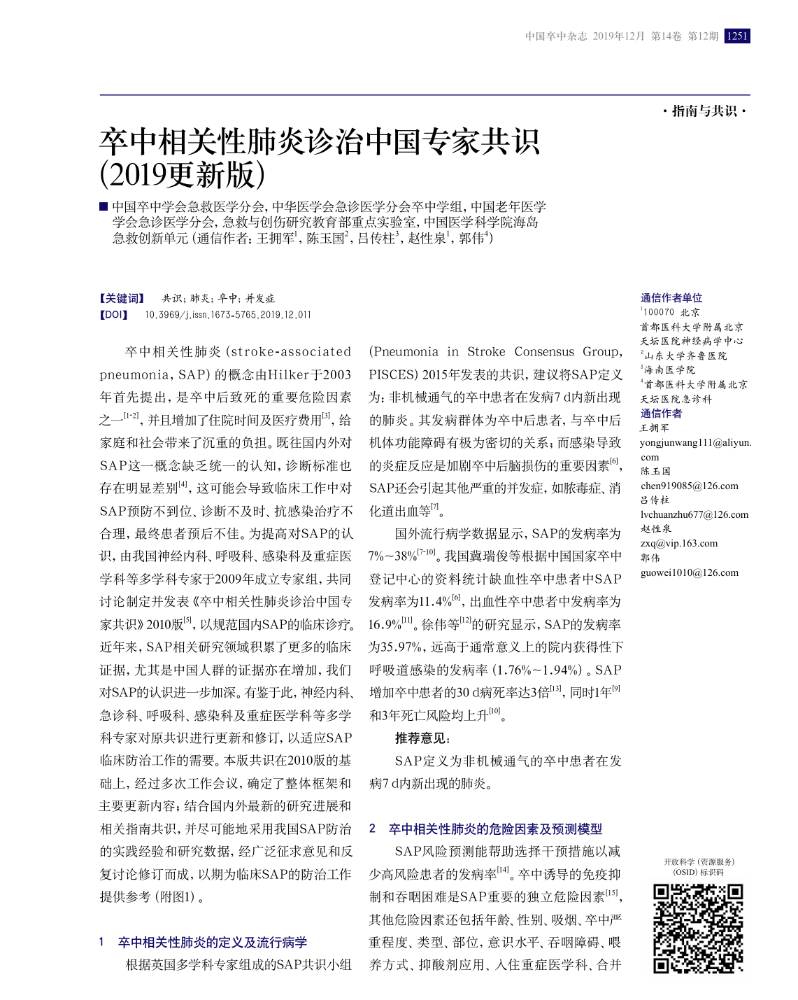 中国卒中杂志 2019年12月 第14卷 第12期 1251
·指南与共识·
卒中相关性肺炎诊治中国专家共识
(2019更新版)
■ 中国卒中学会急救医学分会, 中华医学会急诊医学分会卒中学组, 中国老年医学
学会急诊医学分会, 急救与创伤研究教育部重点实验室, 中国医学科学院海岛
急救创新单元 (通信作者: 王拥军1, 陈玉国2, 吕传柱3, 赵性泉1, 郭伟4)
【关键词】 共识; 肺炎; 卒中; 并发症
【DOI】 10.3969/j.issn.1673-5765.2019.12.011
卒中相关性肺炎 (stroke-associated
pneumonia, SAP) 的概念由Hilker于2003
年首先提出, 是卒中后致死的重要危险因素
之一[1-2], 并且增加了住院时间及医疗费用[3], 给
家庭和社会带来了沉重的负担。既往国内外对
SAP这一概念缺乏统一的认知, 诊断标准也
存在明显差别[4], 这可能会导致临床工作中对
SAP预防不到位、诊断不及时、抗感染治疗不
合理, 最终患者预后不佳。为提高对SAP的认
识, 由我国神经内科、呼吸科、感染科及重症医
学科等多学科专家于2009年成立专家组, 共同
讨论制定并发表《卒中相关性肺炎诊治中国专
家共识》2010版[5], 以规范国内SAP的临床诊疗。
近年来, SAP相关研究领域积累了更多的临床
证据, 尤其是中国人群的证据亦在增加, 我们
对SAP的认识进一步加深。有鉴于此, 神经内科、
急诊科、呼吸科、感染科及重症医学科等多学
科专家对原共识进行更新和修订, 以适应SAP
临床防治工作的需要。本版共识在2010版的基
础上, 经过多次工作会议, 确定了整体框架和
主要更新内容; 结合国内外最新的研究进展和
相关指南共识, 并尽可能地采用我国SAP防治
的实践经验和研究数据, 经广泛征求意见和反
复讨论修订而成, 以期为临床SAP的防治工作
提供参考 (附图1) 。
1 卒中相关性肺炎的定义及流行病学
根据英国多学科专家组成的SAP共识小组
(Pneumonia in Stroke Consensus Group,
PISCES) 2015年发表的共识, 建议将SAP定义
为: 非机械通气的卒中患者在发病7 d内新出现
的肺炎。其发病群体为卒中后患者, 与卒中后
机体功能障碍有极为密切的关系; 而感染导致
的炎症反应是加剧卒中后脑损伤的重要因素[6],
SAP还会引起其他严重的并发症, 如脓毒症、消
化道出血等[7]。
国外流行病学数据显示, SAP的发病率为
7%~38%[7-10]。我国冀瑞俊等根据中国国家卒中
登记中心的资料统计缺血性卒中患者中SAP
发病率为11.4%[6], 出血性卒中患者中发病率为
16.9%[11]。徐伟等[12]的研究显示, SAP的发病率
为35.97%, 远高于通常意义上的院内获得性下
呼吸道感染的发病率 (1.76%~1.94%) 。SAP
增加卒中患者的30 d病死率达3倍[13], 同时1年[9]
和3年死亡风险均上升[10]。
推荐意见:
SAP定义为非机械通气的卒中患者在发
病7 d内新出现的肺炎。
2 卒中相关性肺炎的危险因素及预测模型
SAP风险预测能帮助选择干预措施以减
少高风险患者的发病率[14]。卒中诱导的免疫抑
制和吞咽困难是SAP重要的独立危险因素[15],
其他危险因素还包括年龄、性别、吸烟、卒中严
重程度、类型、部位, 意识水平、吞咽障碍、喂
养方式、抑酸剂应用、入住重症医学科、合并
通信作者单位
1100070 北京
首都医科大学附属北京
天坛医院神经病学中心
2山东大学齐鲁医院
3海南医学院
4首都医科大学附属北京
天坛医院急诊科
通信作者
王拥军
yongjunwang111@aliyun.
com
陈玉国
chen919085@126.com
吕传柱
lvchuanzhu677@126.com
赵性泉
zxq@vip.163.com
郭伟
guowei1010@126.com
开放科学 (资源服务)
(OSID) 标识码